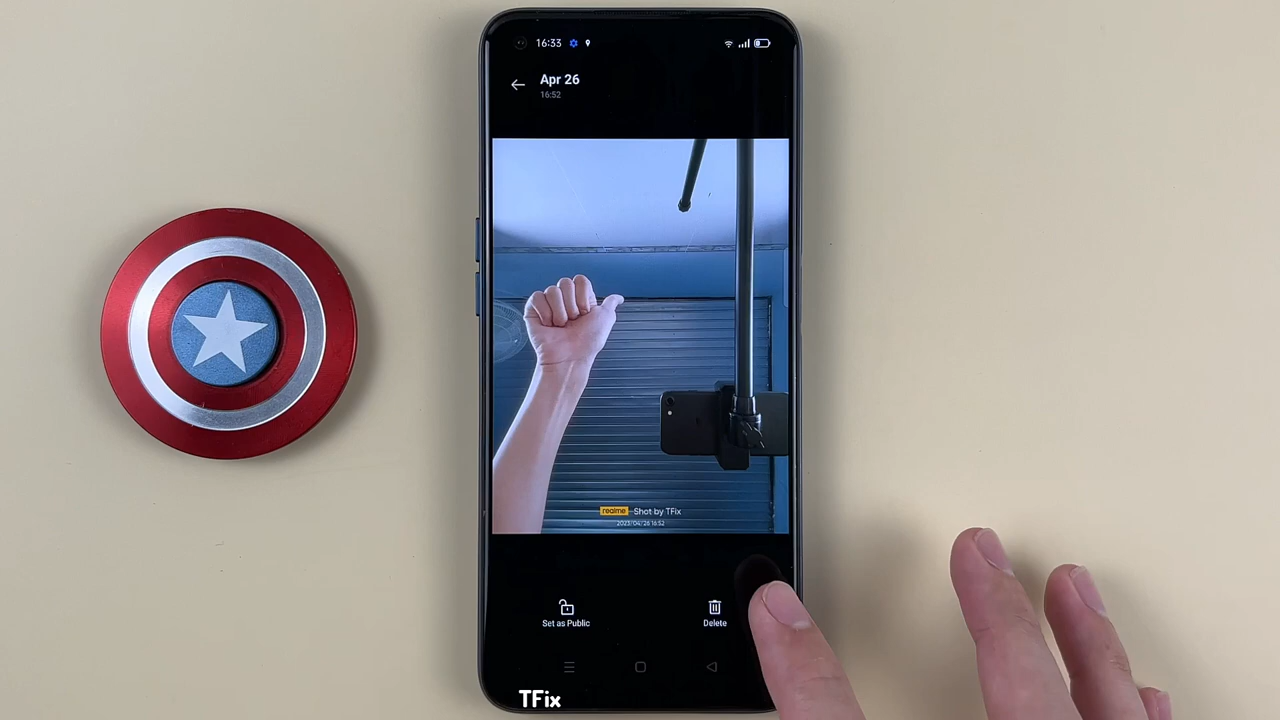 16:33
Apr 26
16:52
realme Shot by TFix
2023/04/26 16:52
Set as Public
Delete
TFix